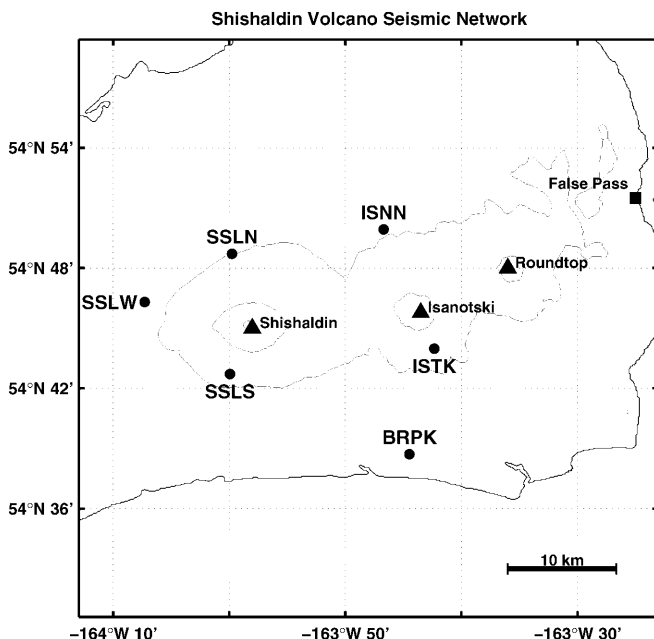 Shishaldin Volcano Seismic Network
54°N 54'
False Pass
ISNN
SSLN
54°N 48'
Roundtop
SSLW
Isanotski
Shishaldin
ISTK
54°N 42'
SSLS
BRPK
54°N 36'
10 km
−164°W 10'
−163°W 50'
−163°W 30'